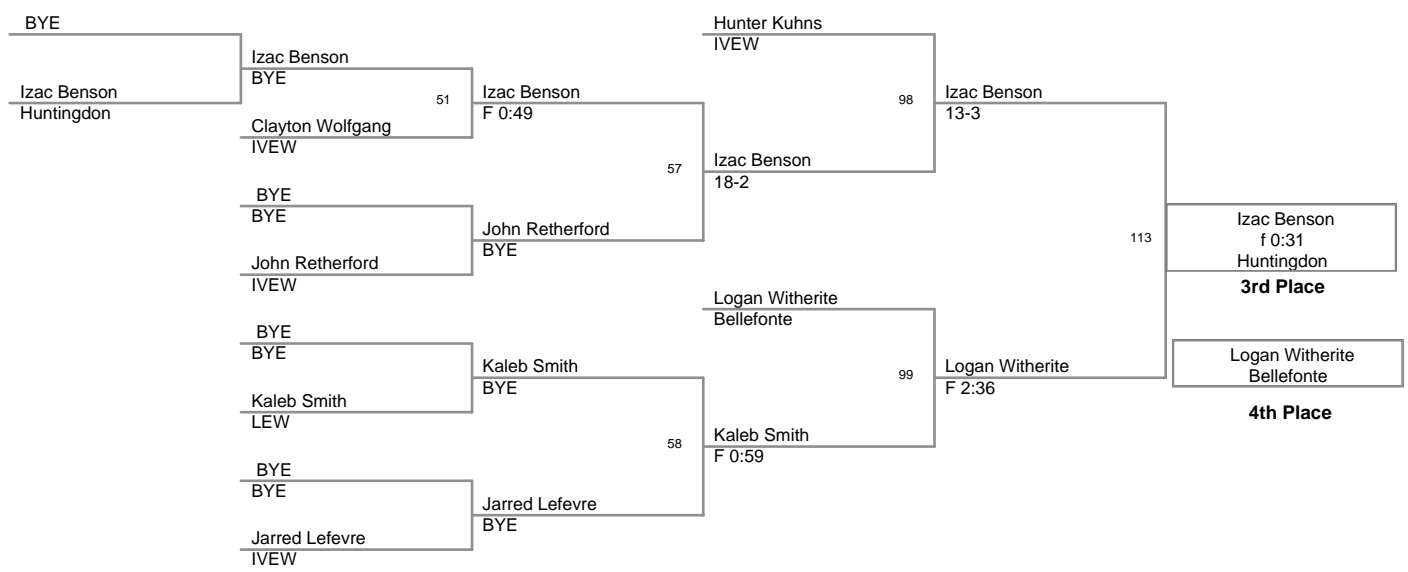 BYE
Izac Benson
Huntingdon
Izac Benson
BYE
Clayton Wolfgang
IVEW
BYE
BYE
John Retherford
IVEW
BYE
BYE
Kaleb Smith
LEW
BYE
BYE
Jarred Lefevre
IVEW
51
Izac Benson
F 0:49
John Retherford
BYE
Kaleb Smith
BYE
Jarred Lefevre
BYE
57
58
Hunter Kuhns
IVEW
Izac Benson
18-2
Logan Witherite
Bellefonte
Kaleb Smith
F 0:59
98
99
Izac Benson
13-3
Logan Witherite
F 2:36
113
Izac Benson
f 0:31
Huntingdon
3rd Place
Logan Witherite
Bellefonte
4th Place